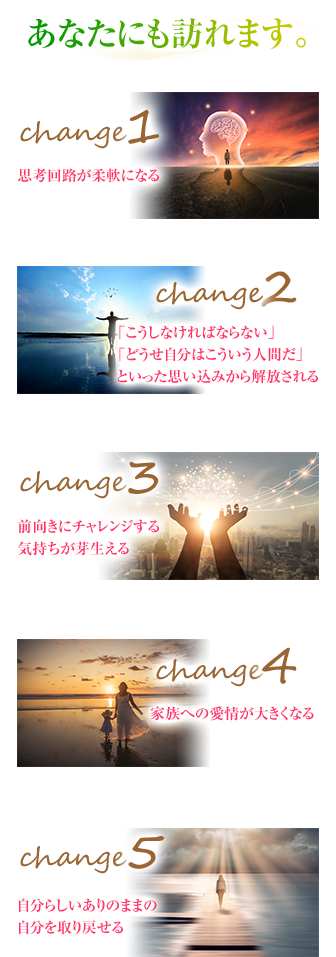 あなたにも訪れます。
change1
思考回路が柔軟になる
change2
「こうしなければならない」
「どうせ自分はこういう人間だ」
といった思い込みから解放される
change3
前向きにチャレンジする
気持ちが芽生える
change4
家族への愛情が大きくなる
change5
自分らしいありのままの
自分を取り戻せる